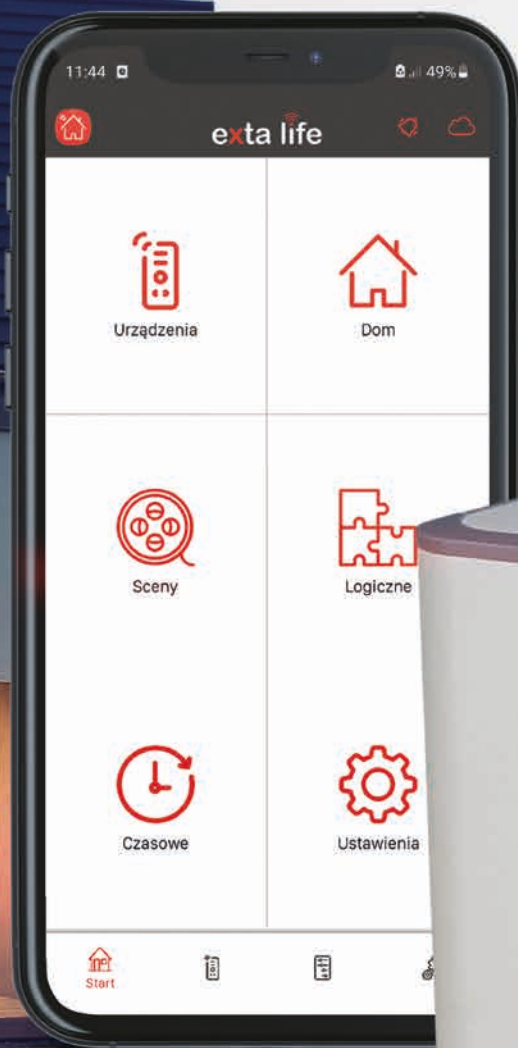 11:44
49%
exta life
Urządzenia
Dom
Sceny
Logiczne
Czasowe
Ustawienia
Start